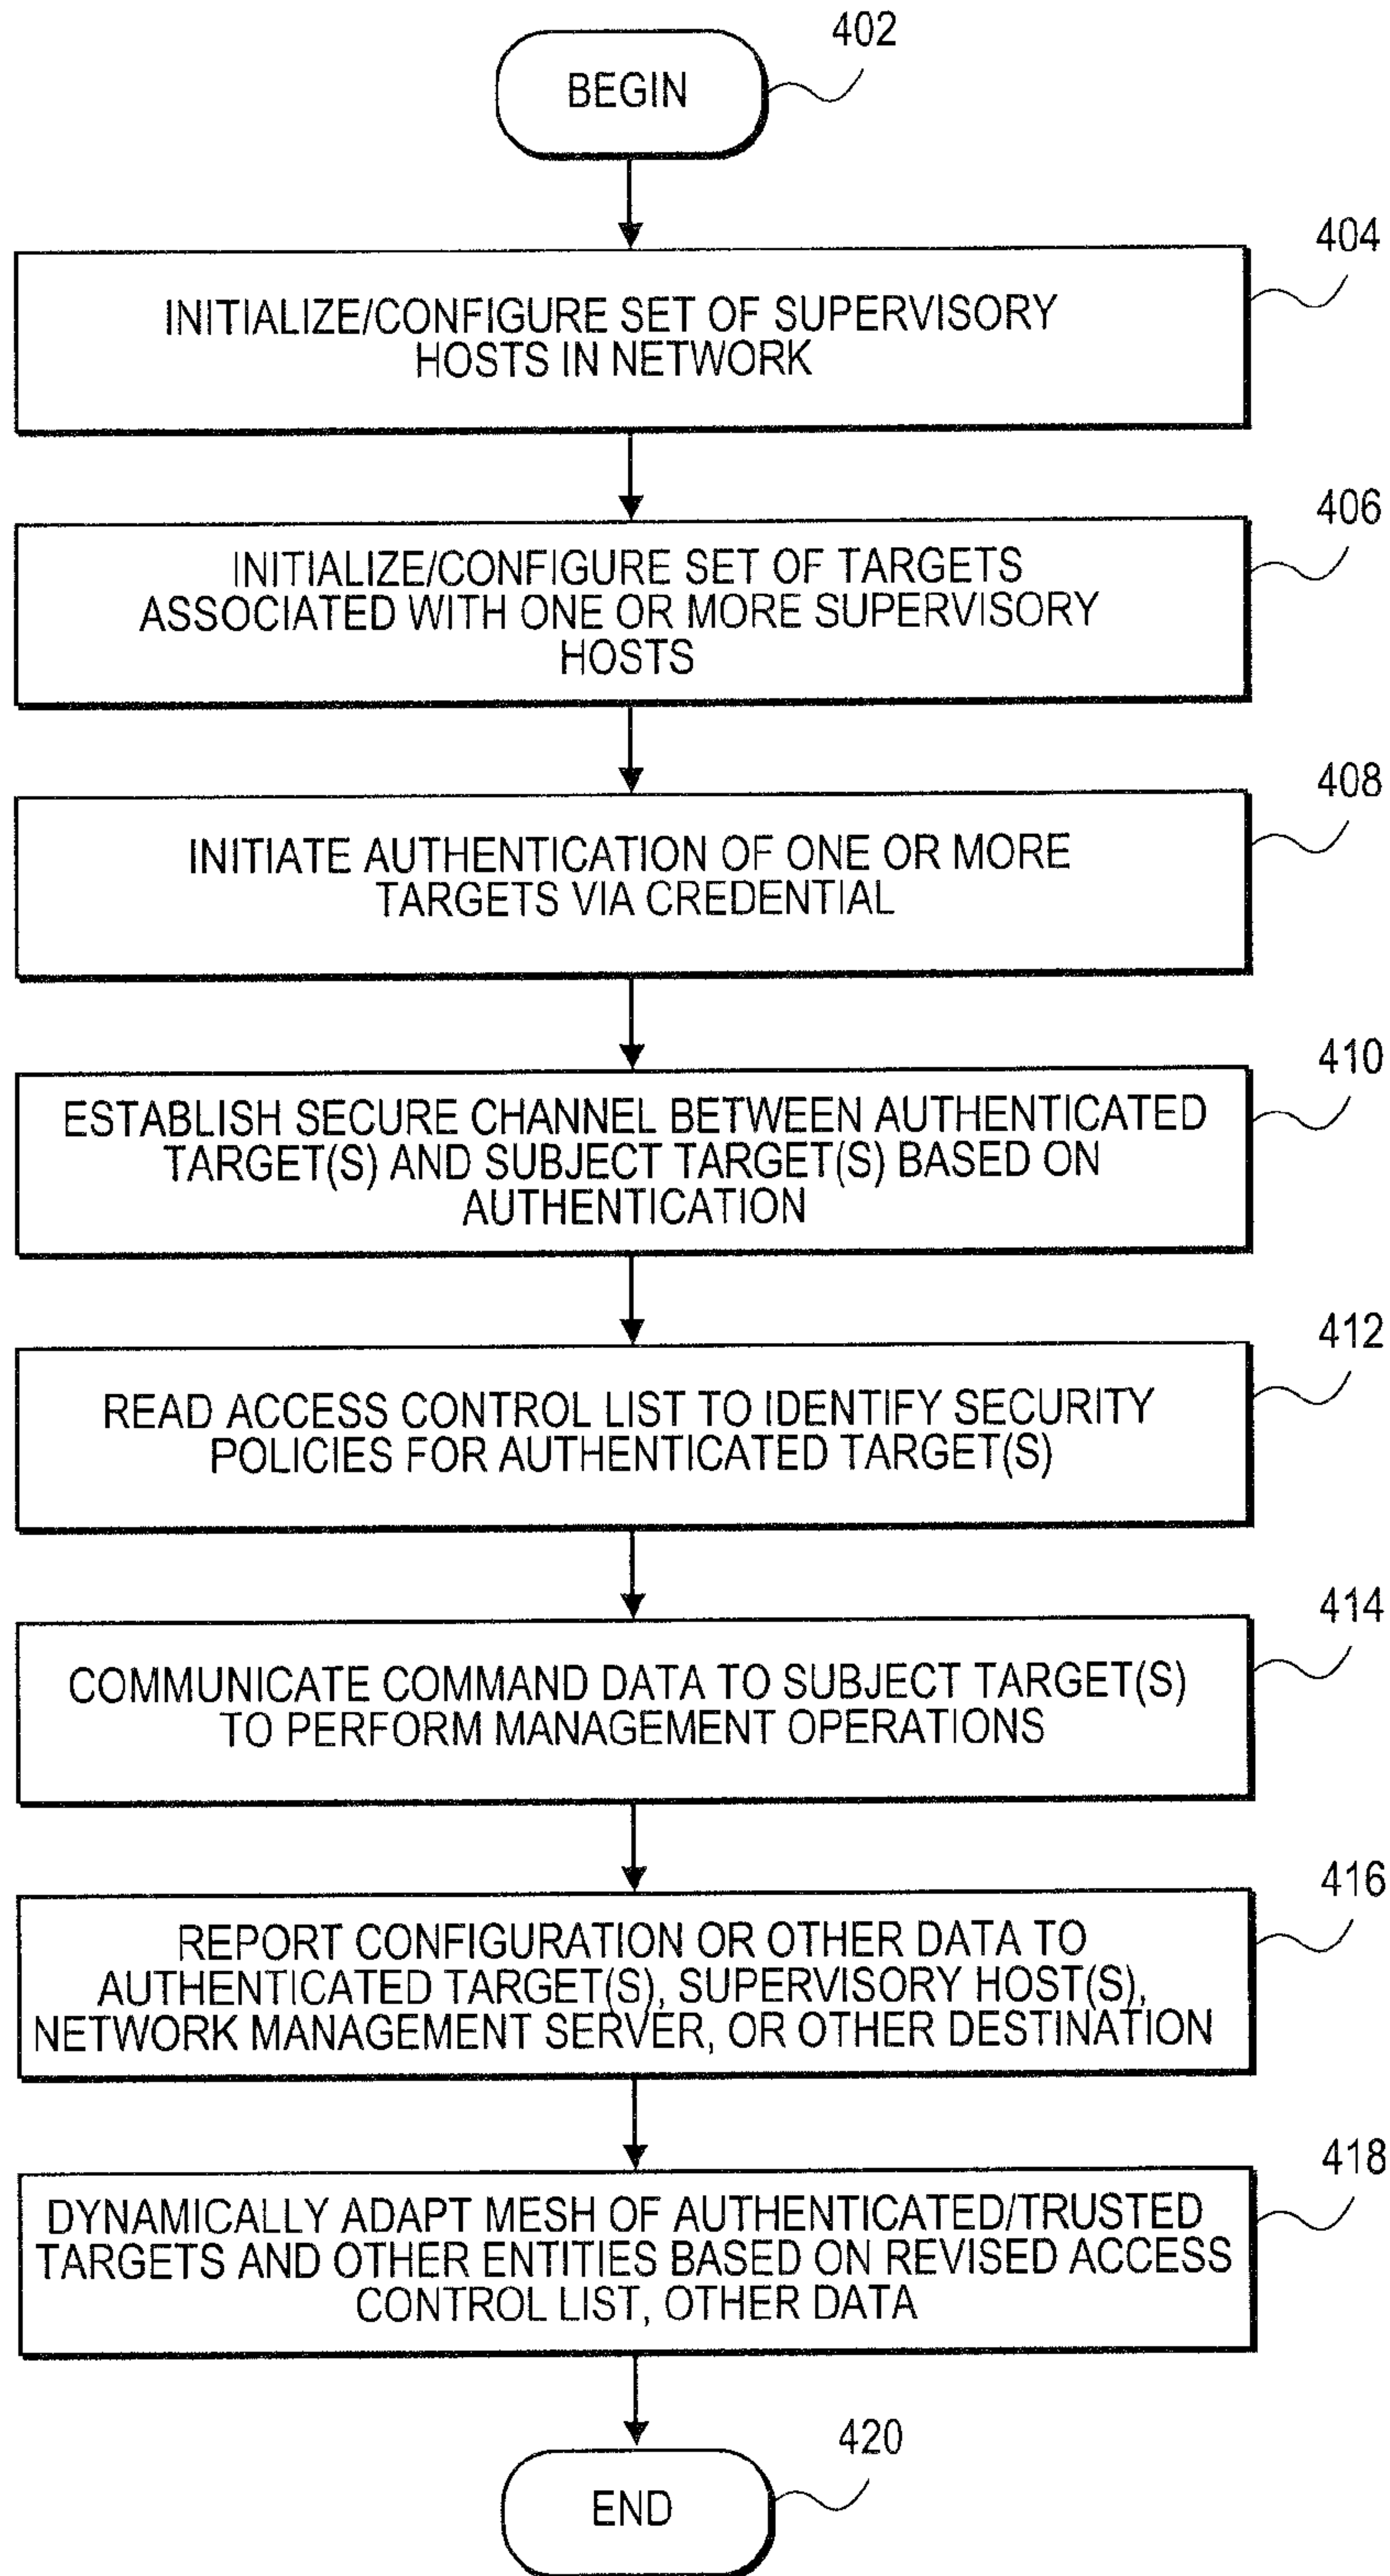 402
BEGIN
404
INITIALIZE/CONFIGURE SET OF SUPERVISORY
HOSTS IN NETWORK
406
INITIALIZE/CONFIGURE SET OF TARGETS
ASSOCIATED WITH ONE OR MORE SUPERVISORY
HOSTS
408
INITIATE AUTHENTICATION OF ONE OR MORE
TARGETS VIA CREDENTIAL
410
ESTABLISH SECURE CHANNEL BETWEEN AUTHENTICATED
TARGET(S) AND SUBJECT TARGET(S) BASED ON
AUTHENTICATION
412
READ ACCESS CONTROL LIST TO IDENTIFY SECURITY
POLICIES FOR AUTHENTICATED TARGET(S)
414
COMMUNICATE COMMAND DATA TO SUBJECT TARGET(S)
TO PERFORM MANAGEMENT OPERATIONS
416
REPORT CONFIGURATION OR OTHER DATA TO
AUTHENTICATED TARGET(S), SUPERVISORY HOST(S),
NETWORK MANAGEMENT SERVER, OR OTHER DESTINATION
418
DYNAMICALLY ADAPT MESH OF AUTHENTICATED/TRUSTED
TARGETS AND OTHER ENTITIES BASED ON REVISED ACCESS
CONTROL LIST, OTHER DATA
420
END